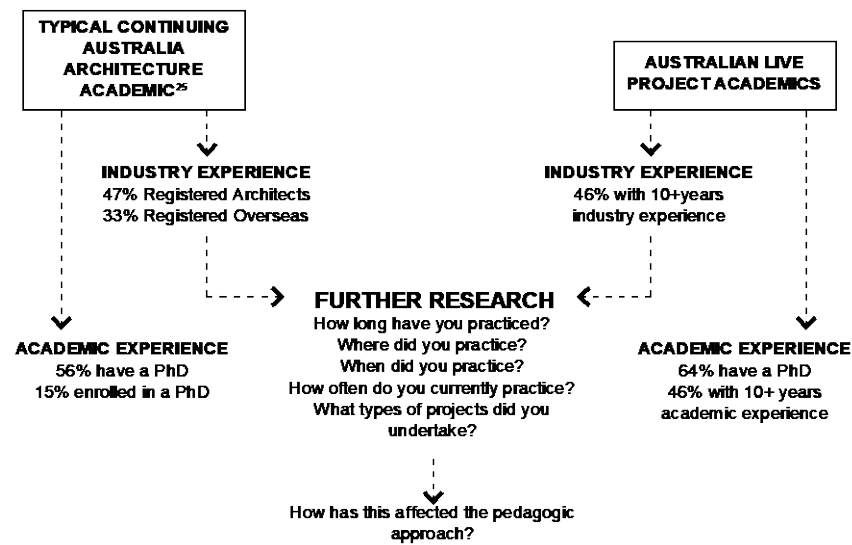 TYPICAL CONTINUING
AUSTRALIA
ARCHITECTURE
ACADEMIC²⁵
AUSTRALIAN LIVE
PROJECT ACADEMICS
INDUSTRY EXPERIENCE
47% Registered Architects
33% Registered Overseas
INDUSTRY EXPERIENCE
46% with 10+years
industry experience
FURTHER RESEARCH
How long have you practiced?
Where did you practice?
When did you practice?
How often do you currently practice?
What types of projects did you
undertake?
ACADEMIC EXPERIENCE
56% have a PhD
15% enrolled in a PhD
ACADEMIC EXPERIENCE
64% have a PhD
46% with 10+ years
academic experience
How has this affected the pedagogic
approach?